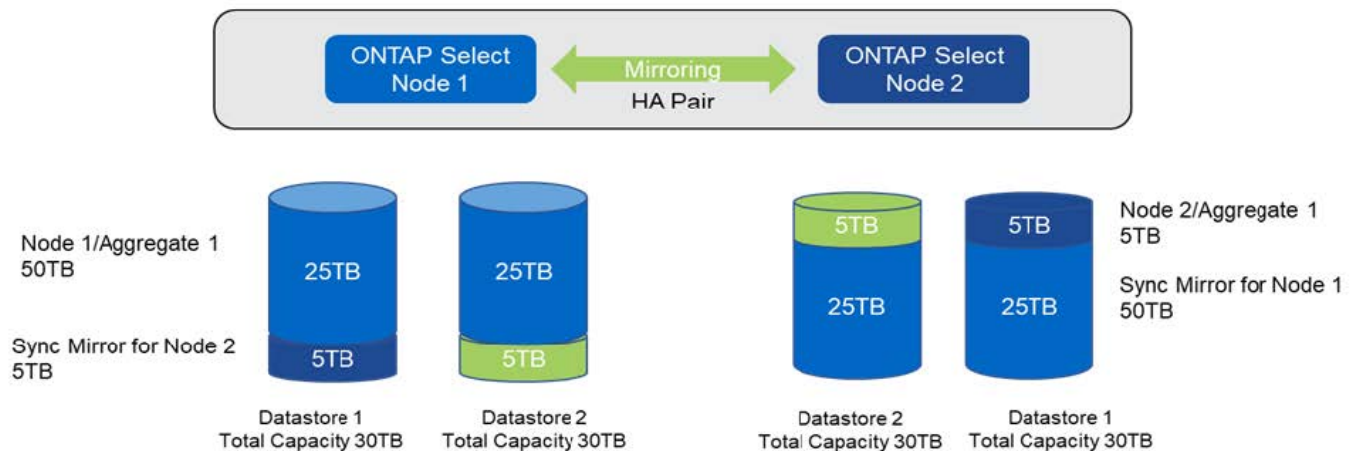 ONTAP Select
Node 1
Mirroring
HA Pair
ONTAP Select
Node 2
Node 1/Aggregate 1
50TB
Sync Mirror for Node 2
5TB
25TB
5TB
25TB
5TB
5TB
25TB
5TB
25TB
Node 2/Aggregate 1
5TB
Sync Mirror for Node 1
50TB
Datastore 1
Total Capacity 30TB
Datastore 2
Total Capacity 30TB
Datastore 2
Total Capacity 30TB
Datastore 1
Total Capacity 30TB